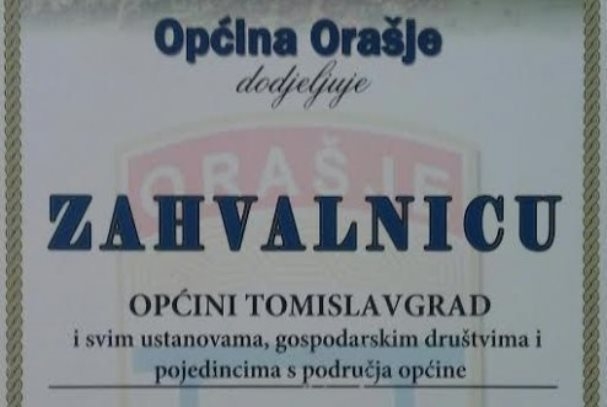 Općina Orašje
dodjeljuje
ORAŠJE
ZAHVALNICU
OPĆINI TOMISLAVGRAD
i svim ustanovama, gospodarskim društvima i
pojedincima s područja općine